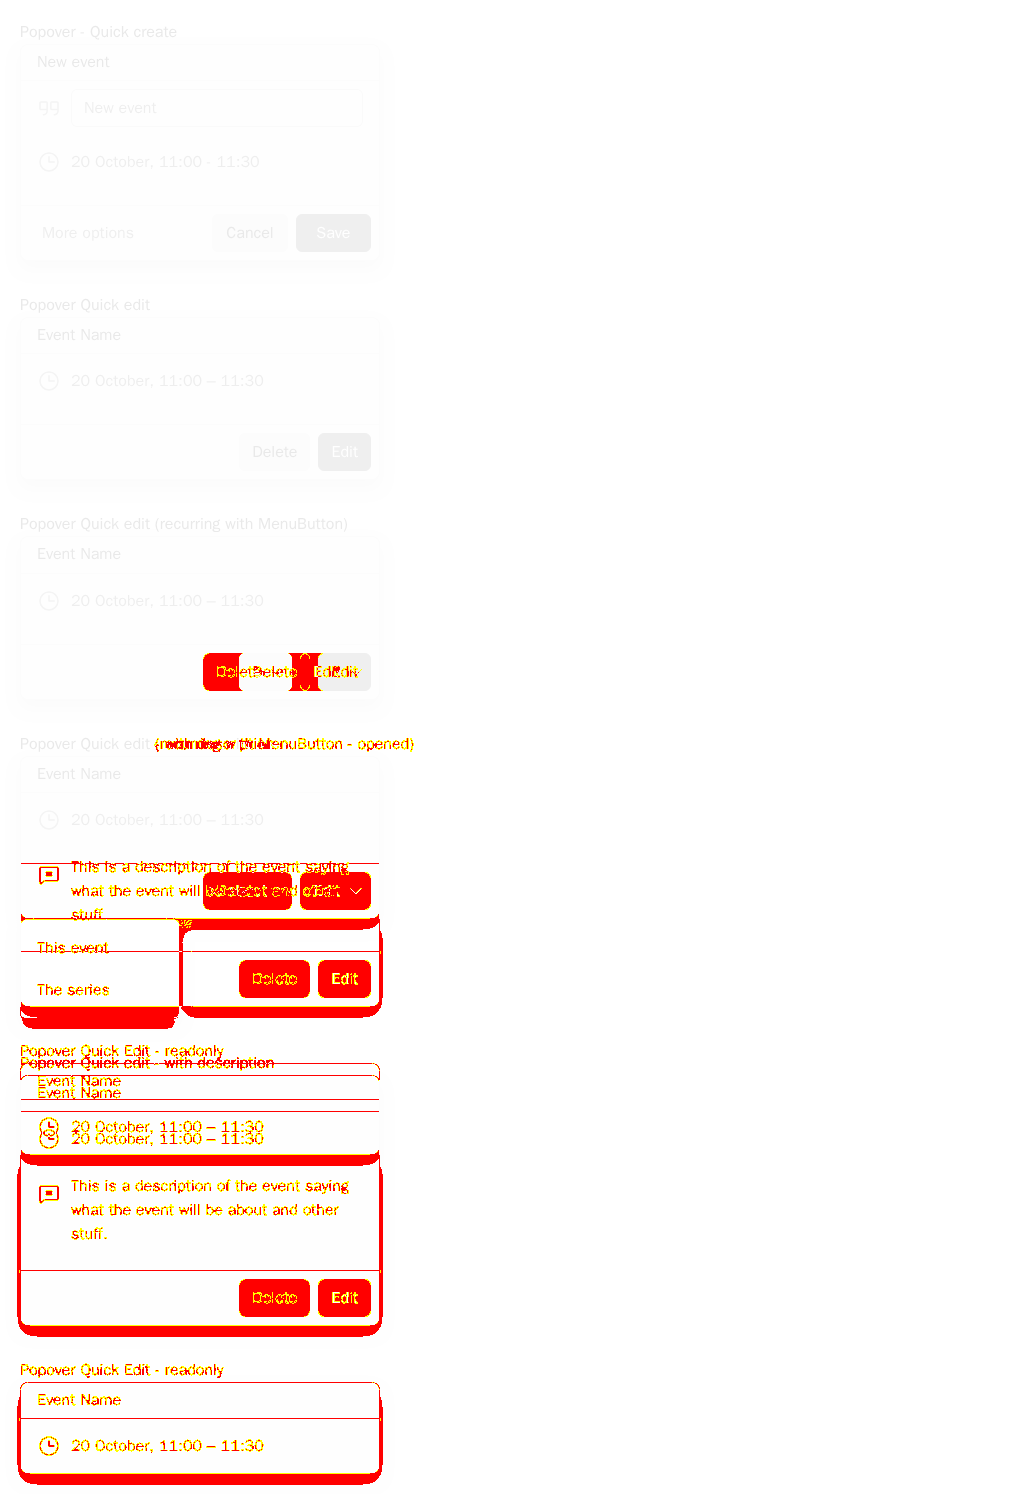 Popover - Quick create
New event
New event
20 October, 11:00 - 11:30
More options
Cancel
Save
Popover Quick edit
Event Name
20 October, 11:00 – 11:30
Delete
Edit
Popover Quick edit (recurring with MenuButton)
Event Name
20 October, 11:00 – 11:30
Delete
Edit
Popover Quick edit MenuButton - opened)
Event Name
20 October, 11:00 – 11:30
This is a description of the event saying
what the event will
stuff
This event
Delete
Edit
The series
Popover Quick Edit - readonly
Popover Quick edit - with description
Event Name
Event Name
20 October, 11:00 – 11:30
20 October, 11:00 – 11:30
This is a description of the event saying
what the event will be about and other
stuff.
Delete
Edit
Popover Quick Edit - readonly
Event Name
20 October, 11:00 – 11:30